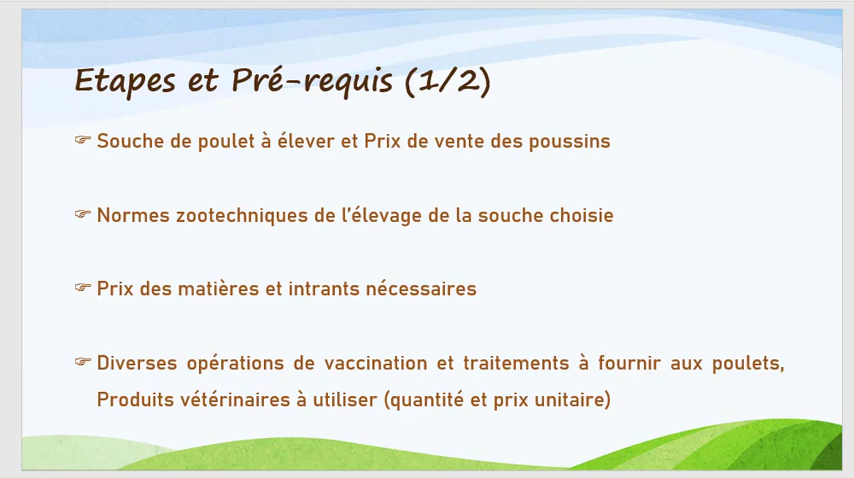 Etapes et Pré-requis (1/2)
☞ Souche de poulet à élever et Prix de vente des poussins
☞ Normes zootechniques de l'élevage de la souche choisie
☞ Prix des matières et intrants nécessaires
☞ Diverses opérations de vaccination et traitements à fournir aux poulets,
Produits vétérinaires à utiliser (quantité et prix unitaire)